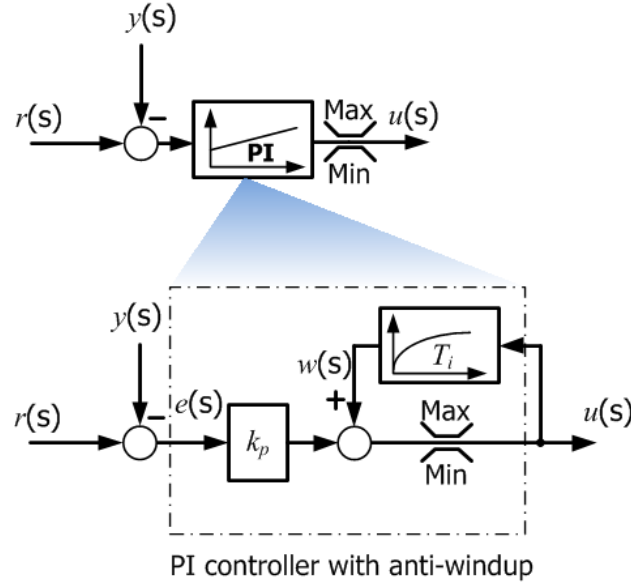 y(s)
r(s)
−
PI
Max
Min
u(s)
y(s)
r(s)
−
e(s)
k_p
w(s)
+
T_i
Max
Min
u(s)
PI controller with anti-windup